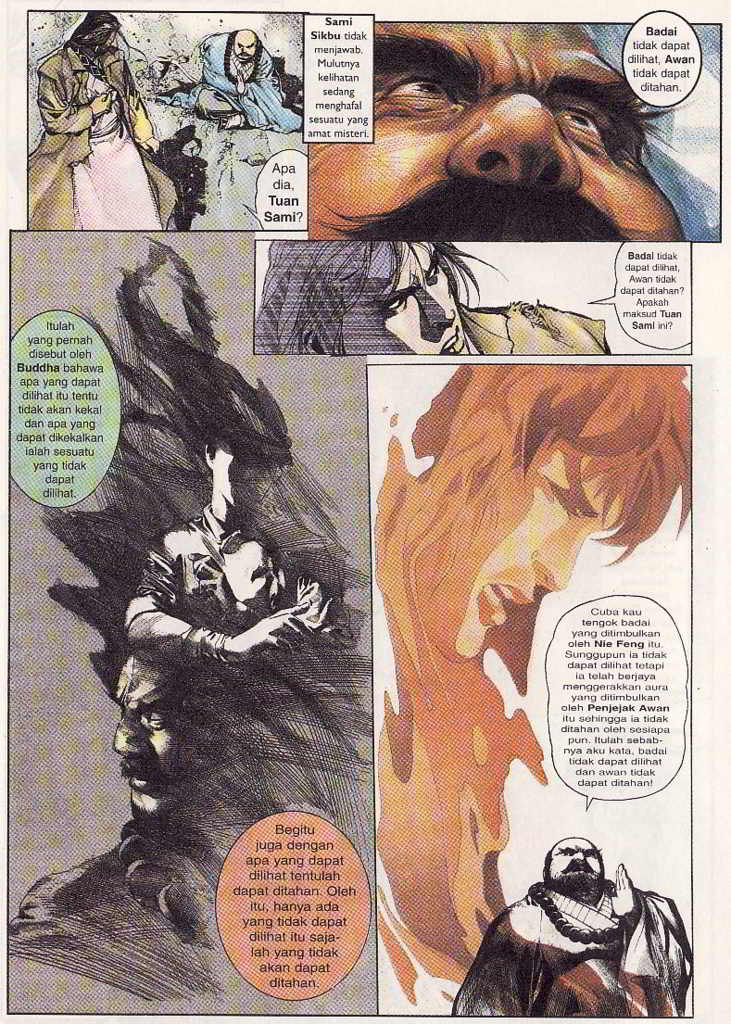 Sami
Sikbu tidak
menjawab.
Mulutnya
kelihatan
sedang
menghafal
sesuatu yang
amat misteri.
Apa
dia,
Tuan
Sami?
Badai
tidak dapat
dilihat, Awan
tidak dapat
ditahan.
Badai tidak
dapat dilihat,
Awan tidak
dapat ditahan?
Apakah
maksud Tuan
Sami ini?
Itulah
yang pernah
disebut oleh
Buddha bahawa
apa yang dapat
dilihat itu tentu
tidak akan kekal
dan apa yang
dapat dikekalkan
ialah sesuatu
yang tidak
dapat
dilihat.
Begitu
juga dengan
apa yang dapat
dilihat tentulah
dapat ditahan. Oleh
itu, hanya ada
yang tidak dapat
dilihat itu saja-
lah yang tidak
akan dapat
ditahan.
Cuba kau
tengok badai
yang ditimbulkan
oleh Nie Feng itu.
Sunggupun ia tidak
dapat dilihat tetapi
ia telah berjaya
menggerakkan aura
yang ditimbulkan
oleh Penjejak Awan
itu sehingga ia tidak
ditahan oleh sesiapa
pun. Itulah sebab-
nya aku kata, badai
tidak dapat dilihat
dan awan tidak
dapat ditahan!